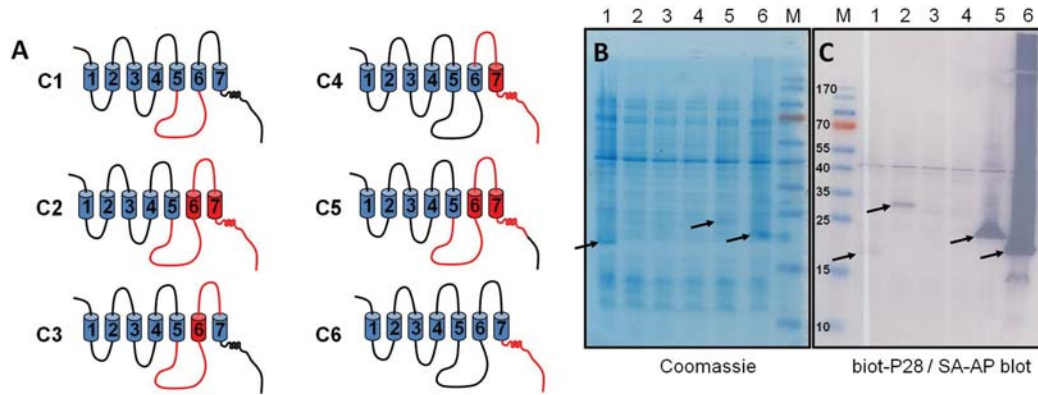 A
C1
1 2 3 4 5 6 7
C2
1 2 3 4 5 6 7
C3
1 2 3 4 5 6 7
C4
1 2 3 4 5 6 7
C5
1 2 3 4 5 6 7
C6
1 2 3 4 5 6 7
1 2 3 4 5 6 M
B
Coomassie
M 1 2 3 4 5 6
C
170
70
55
40
35
25
15
10
biot-P28 / SA-AP blot